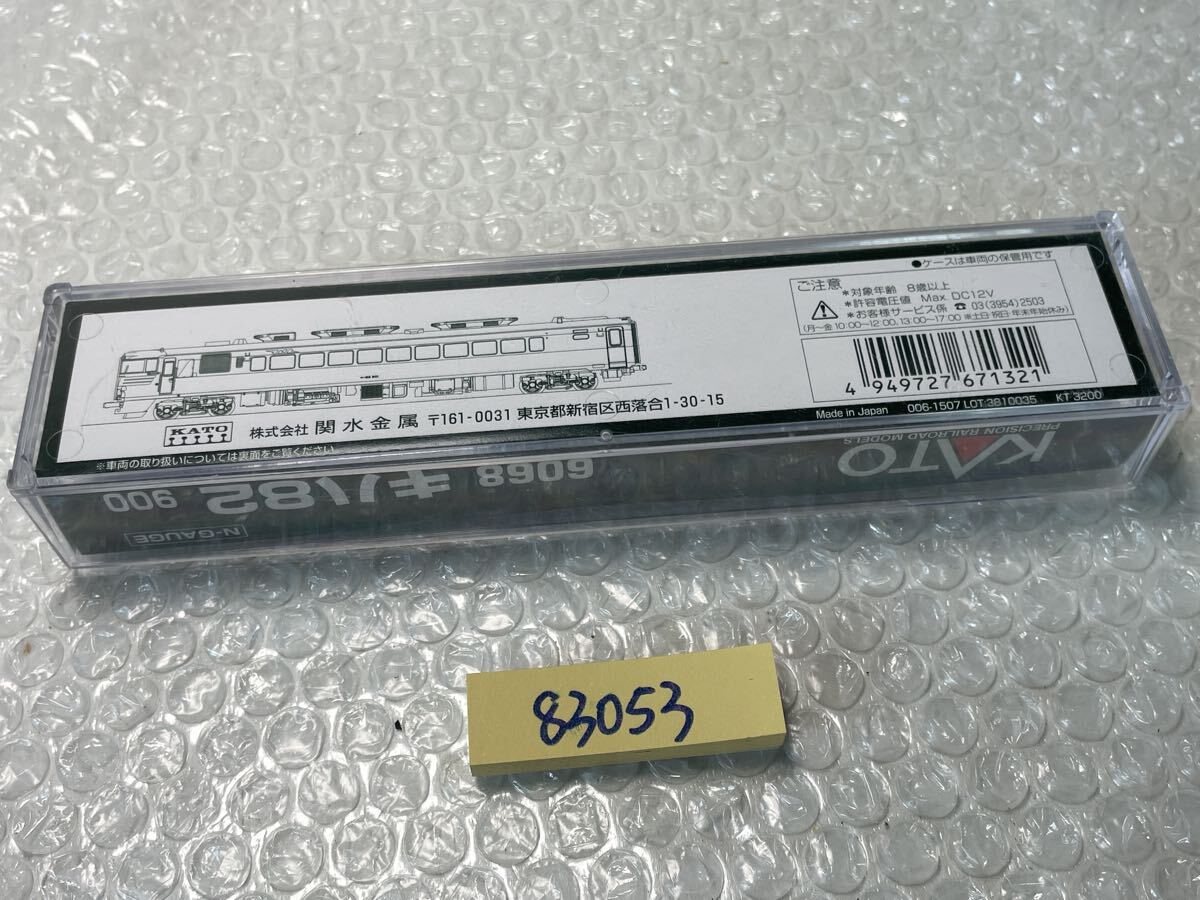 ●ケースは車両の保管用です
ご注意
*対象年齢 8歳以上
*許容電圧値 Max. DC12V
*お客様サービス係 ☎ 03(3954)2503
(月～金 10:00～12:00, 13:00～17:00 ※土日・祝日・年末年始休み)
4 949727 671321
Made in Japan 006-1507 LOT 3810035 KT 3200
KATO
株式会社 関水金属 〒161-0031 東京都新宿区西落合1-30-15
※車両の取り扱いについては裏面をご覧ください
KATO
PRECISION RAILROAD MODELS
6068 キハ82 900
N-GAUGE
83053